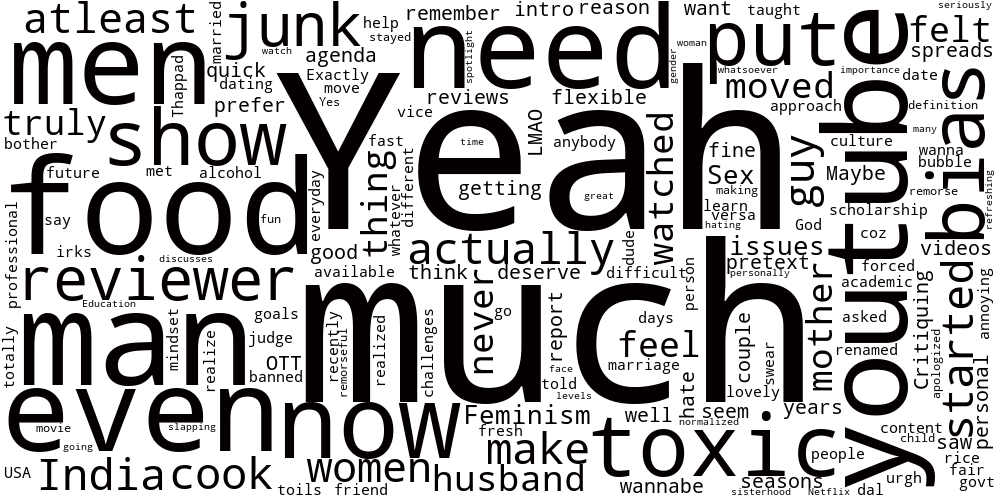 atleast
men
married
junk
help
stayed
watch
agenda
remember
intro
reason
want
taught
seriously
need
spotlight
woman
gender
put
youtube
felt
spreads
Thappad
quick
dating
prefer
Exactly
move
Yes
reviews
flexible
whatsoever
importance
date
moved
approach
definition
bias
truly
bother
show
Yeah
vice
fast
time
LMAO
anybody
watched
fine
Sex
making
guy
culture
many
wanna
bubble
Maybe
remorse
refreshing
future
met
alcohol
food
say
fun
everyday
thing
whatever
different
getting
great
dude
learn
versa
hating
God
scholarship
coz
professional
irks
discusses
good
actually
issues
pretext
videos
reviewer
available
think
deserve
difficult
person
personally
mother
forced
academic
started
annoying
Education
man
mindset
goals
judge
realize
OTT
banned
much
recently
remorseful
realized
challenges
never
go
report
days
feel
face
marriage
couple
swear
asked
renamed
Critiquing
apologized
totally
told
levels
hate
lovely
personal
even
movie
going
slapping
now
Feminism
fresh
well
normalized
seem
years
content
child
saw
rice
fair
govt
make
toxic
people
USA
India
cook
women
toils
friend
husband
wannabe
seasons
sisterhood
Netflix
dal
urgh